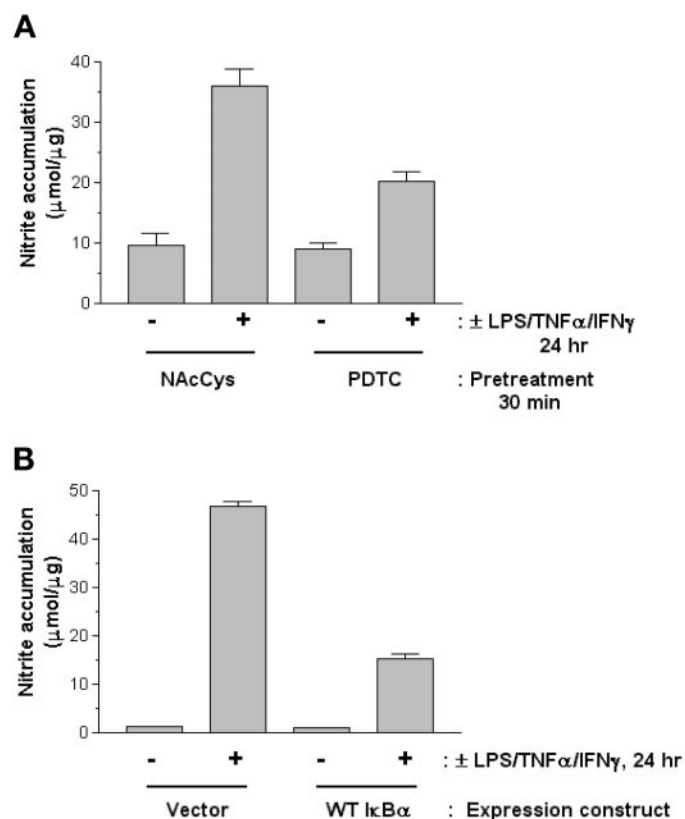 A
Nitrite accumulation
(μmol/μg)
40
30
20
10
0
- + - + : ± LPS/TNFα/IFNγ
24 hr
NAcCys PDTC : Pretreatment
30 min
B
Nitrite accumulation
(μmol/μg)
50
40
30
20
10
0
- + - + : ± LPS/TNFα/IFNγ, 24 hr
Vector WT IκBα : Expression construct